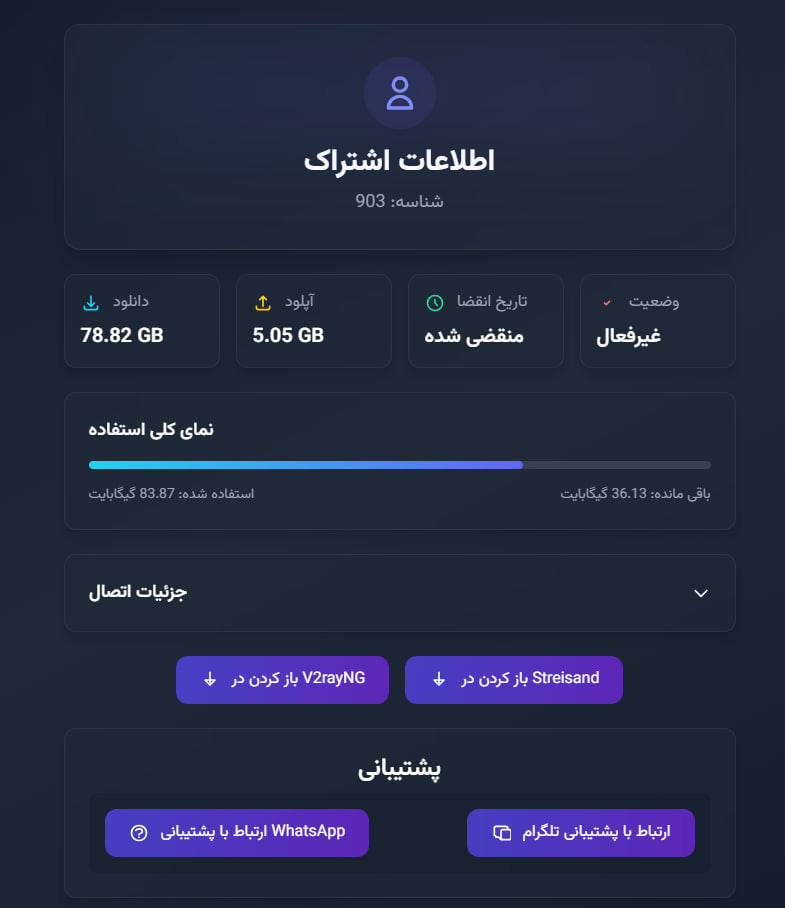 اطلاعات اشتراک
شناسه: 903
وضعیت
غیرفعال
تاریخ انقضا
منقضی شده
آپلود
5.05 GB
دانلود
78.82 GB
نمای کلی استفاده
باقی مانده: 36.13 گیگابایت
استفاده شده: 83.87 گیگابایت
جزئیات اتصال
باز کردن در Streisand
باز کردن در V2rayNG
پشتیبانی
ارتباط با پشتیبانی تلگرام
ارتباط با پشتیبانی WhatsApp